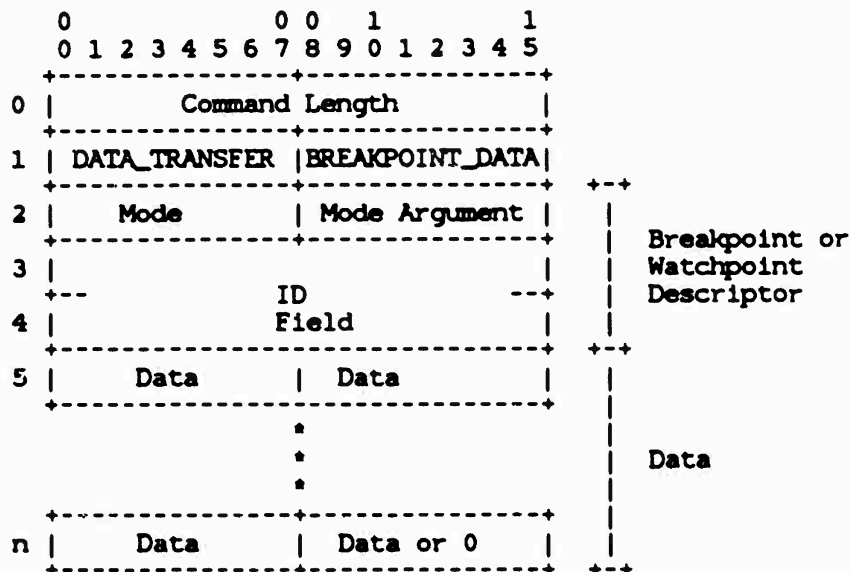 0             0 0   1         1
     0 1 2 3 4 5 6 7 8 9 0 1 2 3 4 5
    +---------------+---------------+
0   |        Command Length         |
    +---------------+---------------+
1   | DATA_TRANSFER |BREAKPOINT_DATA|
    +---------------+---------------+  +-+
2   |     Mode      | Mode Argument |   |
    +---------------+---------------+   |  Breakpoint or
3   |                               |   |  Watchpoint
    +--            ID            ---+   |  Descriptor
4   |              Field            |   |
    +---------------+---------------+  +-+
5   |     Data      |  Data         |   |
    +---------------+---------------+   |
                    *                   |
                    *                   |  Data
                    *                   |
    +---------------+---------------+   |
n   |     Data      |  Data or 0    |   |
    +---------------+---------------+  +-+